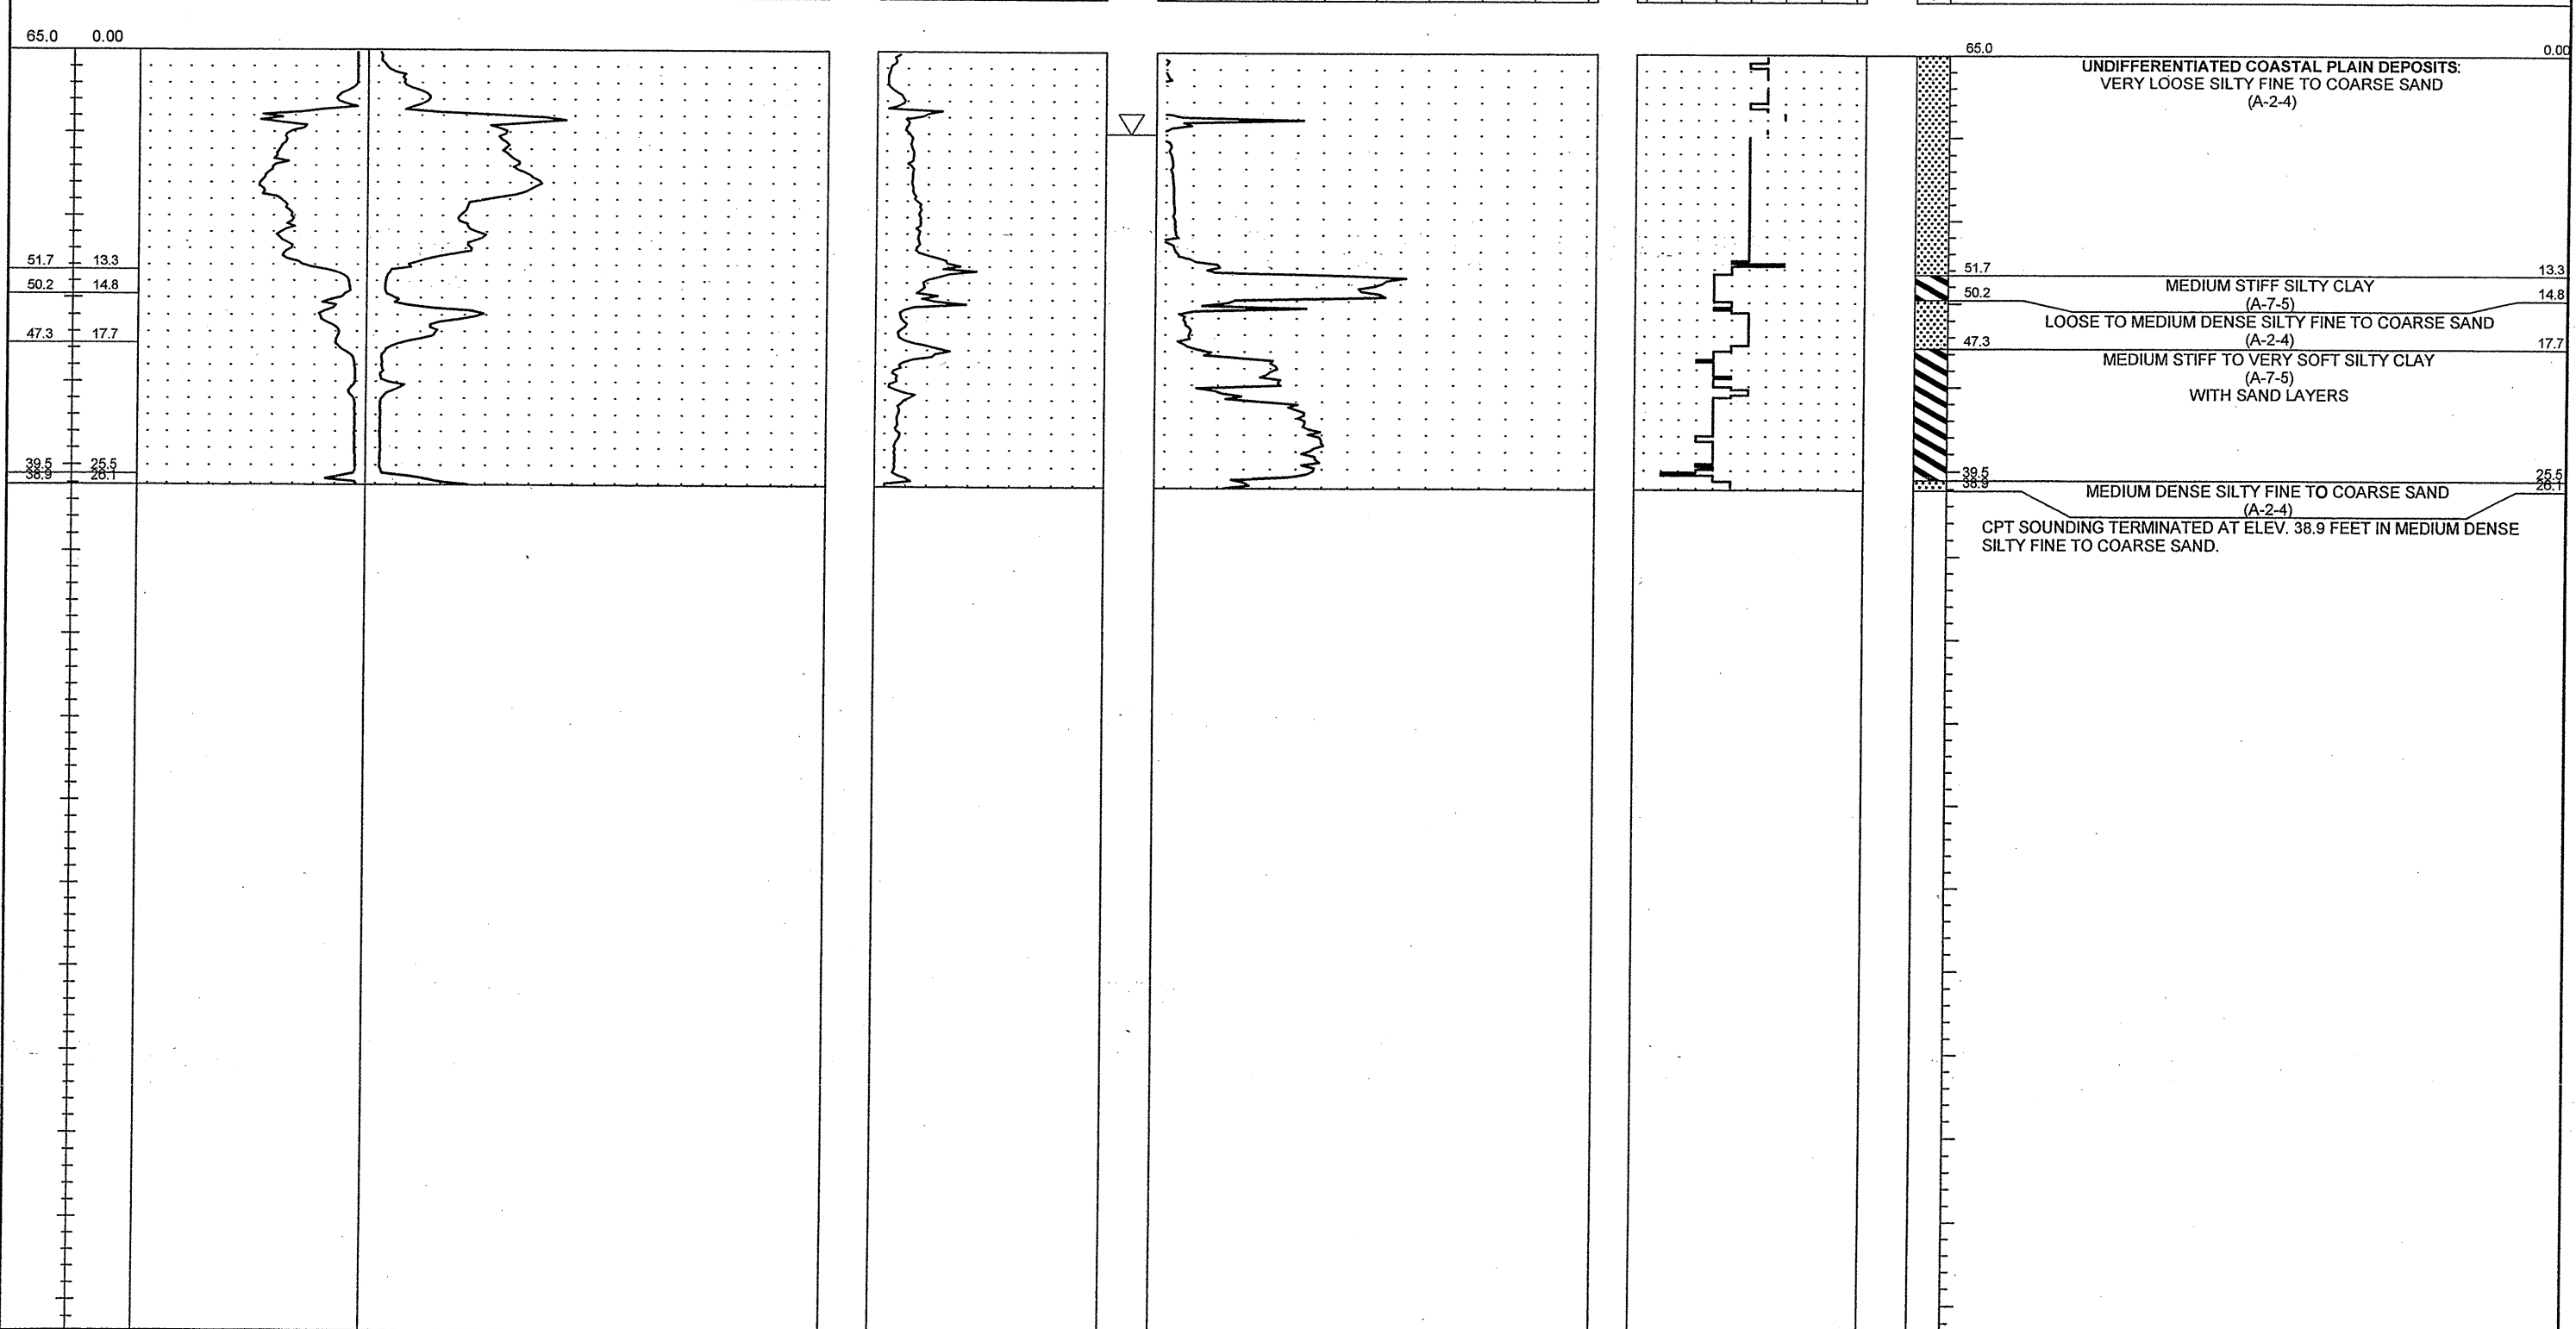 65.0 0.00
51.7 13.3
50.2 14.8
47.3 17.7
39.5 25.5
38.9 26.1
65.0 0.00
UNDIFFERENTIATED COASTAL PLAIN DEPOSITS:
VERY LOOSE SILTY FINE TO COARSE SAND
(A-2-4)
51.7 13.3
MEDIUM STIFF SILTY CLAY
(A-7-5)
50.2 14.8
LOOSE TO MEDIUM DENSE SILTY FINE TO COARSE SAND
(A-2-4)
47.3 17.7
MEDIUM STIFF TO VERY SOFT SILTY CLAY
(A-7-5)
WITH SAND LAYERS
39.5 25.5
38.9 26.1
MEDIUM DENSE SILTY FINE TO COARSE SAND
(A-2-4)
CPT SOUNDING TERMINATED AT ELEV. 38.9 FEET IN MEDIUM DENSE
SILTY FINE TO COARSE SAND.